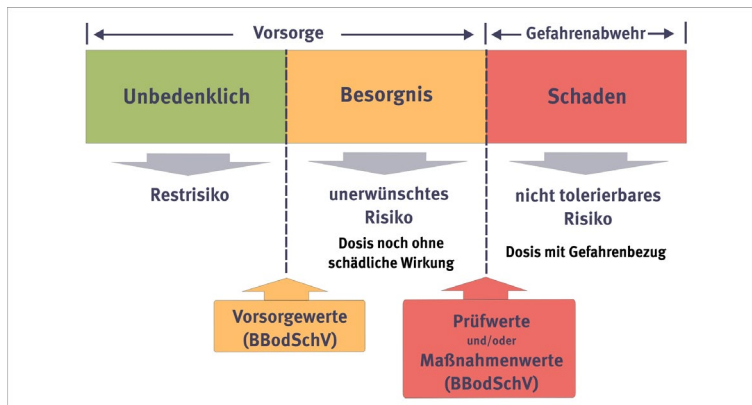 Vorsorge
Gefahrenabwehr
Unbedenklich
Besorgnis
Schaden
Restrisiko
unerwünschtes
Risiko
Dosis noch ohne
schädliche Wirkung
nicht tolerierbares
Risiko
Dosis mit Gefahrenbezug
Vorsorgewerte
(BBodSchV)
Prüfwerte
und/oder
Maßnahmenwerte
(BBodSchV)